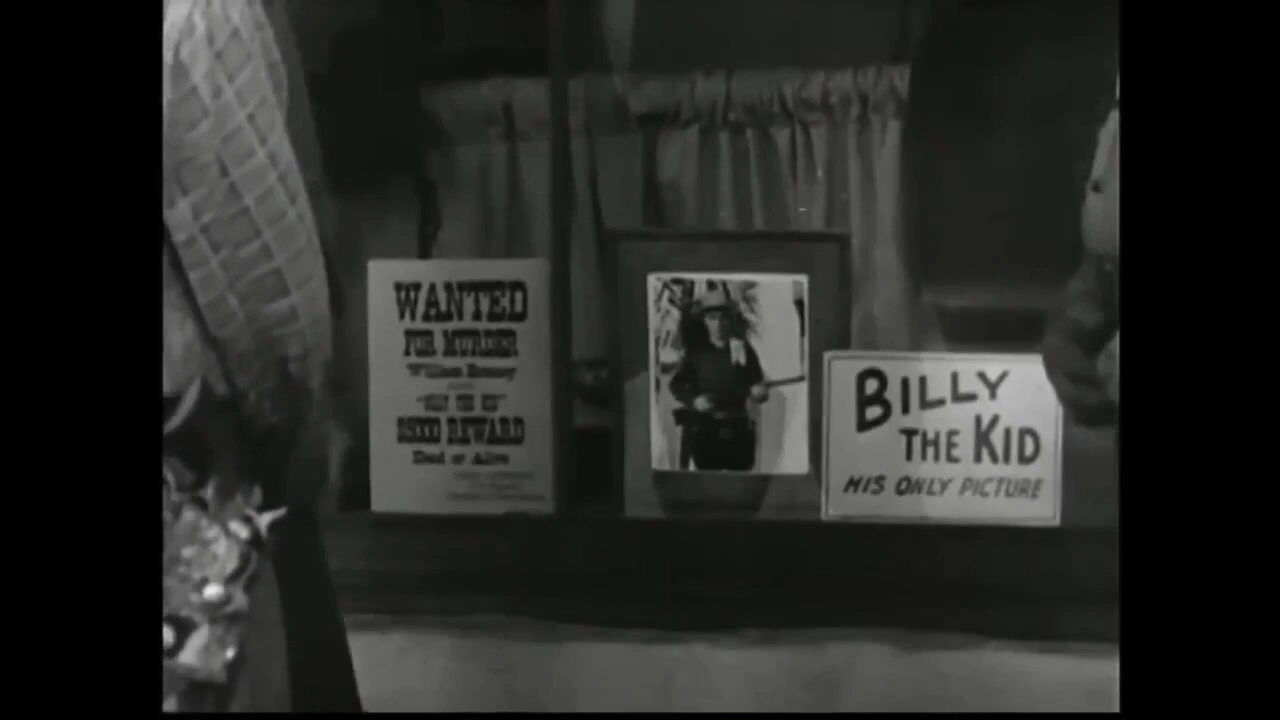 WANTED
FOR MURDER
William Bonney
REWARD
Dead or Alive
BILLY
THE KID
HIS ONLY PICTURE